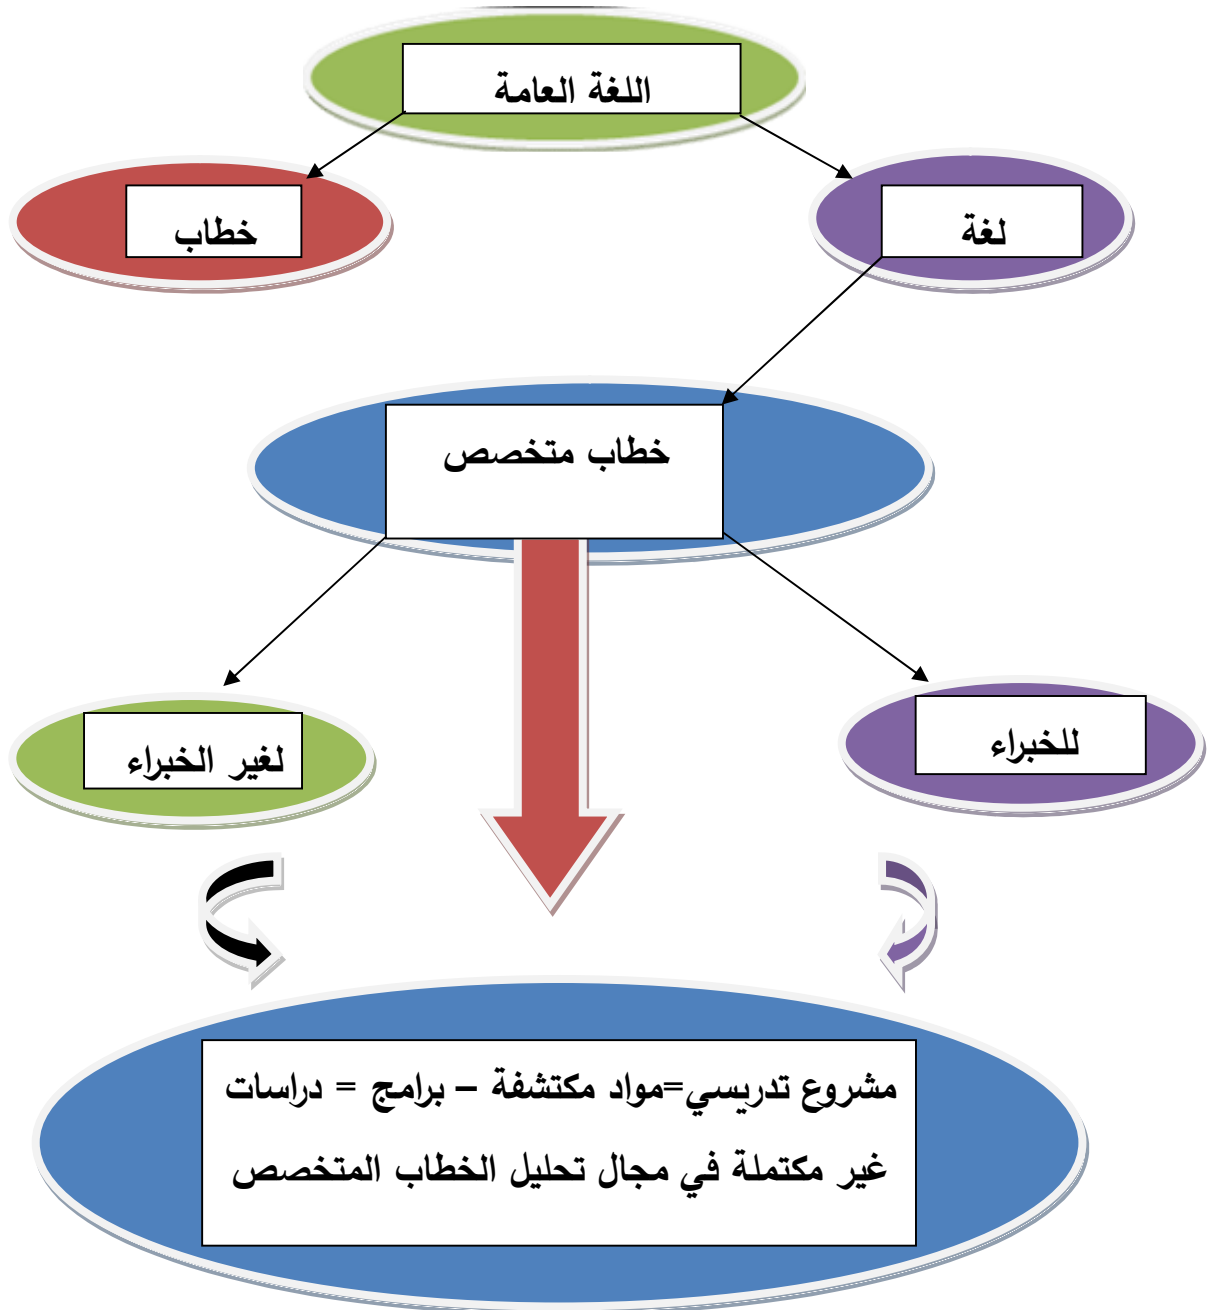 اللغة العامة
لغة
خطاب
خطاب متخصص
للخبراء
لغير الخبراء
مشروع تدريسي=مواد مكتشفة – برامج = دراسات
غير مكتملة في مجال تحليل الخطاب المتخصص